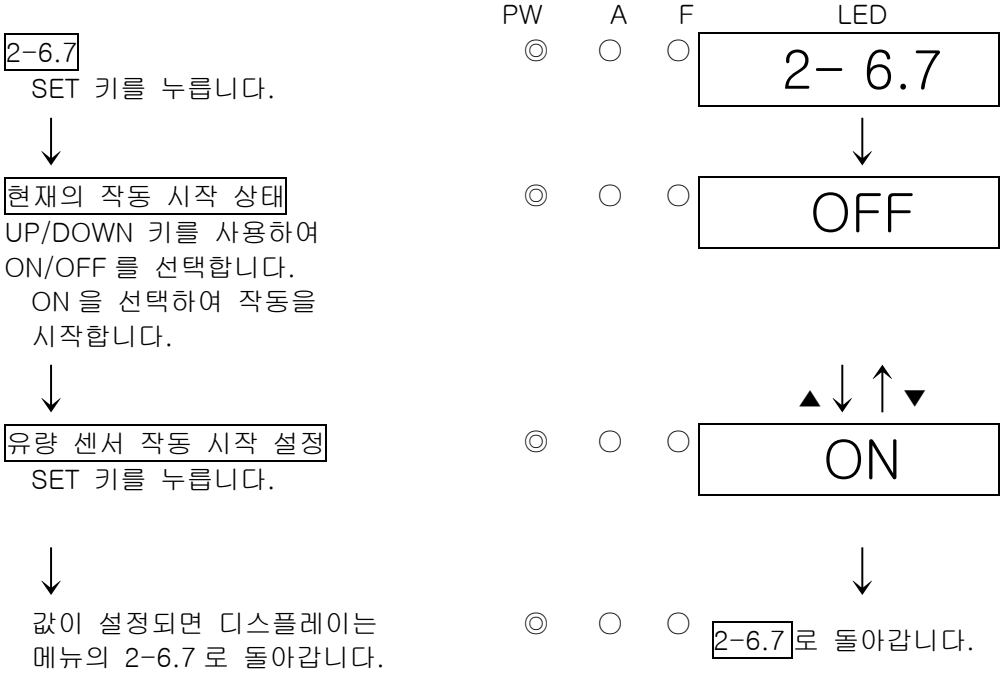 PW A F LED
2-6.7 ◎ ○ ○ 2- 6.7
SET 키를 누릅니다.
↓ ↓
현재의 작동 시작 상태 ◎ ○ ○ OFF
UP/DOWN 키를 사용하여
ON/OFF 를 선택합니다.
ON 을 선택하여 작동을
시작합니다.
↓ ▲↓ ↑▼
유량 센서 작동 시작 설정 ◎ ○ ○ ON
SET 키를 누릅니다.
↓ ↓
값이 설정되면 디스플레이는 ◎ ○ ○ 2-6.7 로 돌아갑니다.
메뉴의 2-6.7 로 돌아갑니다.